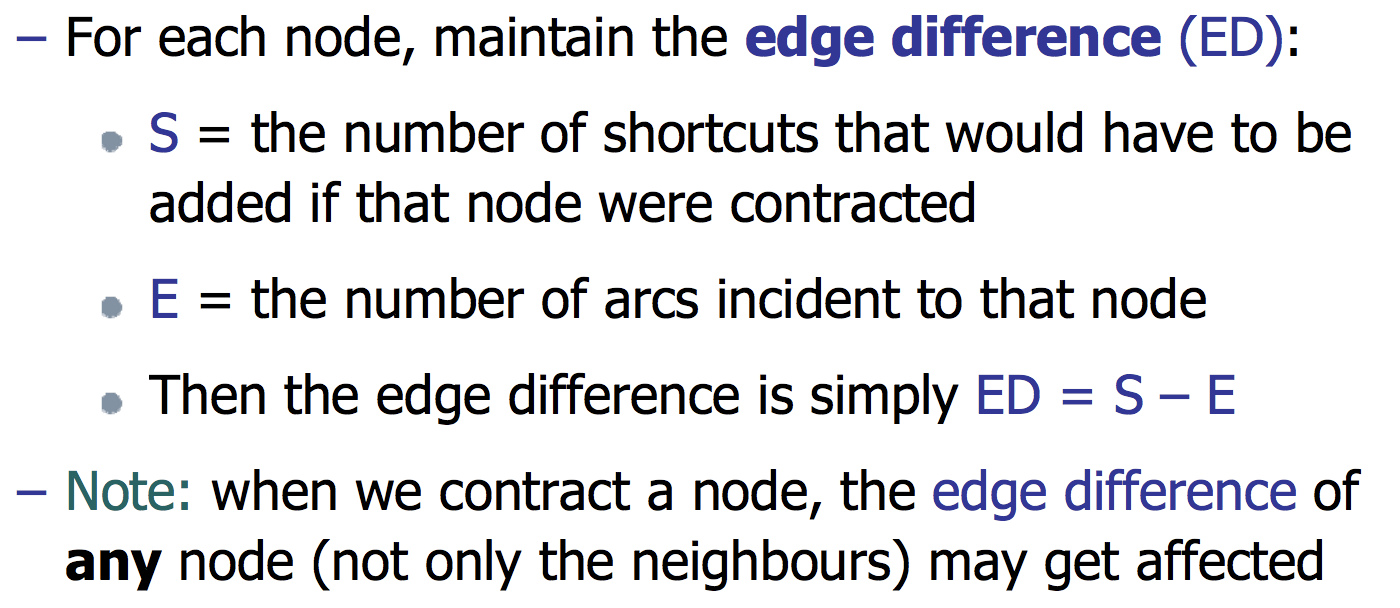 – For each node, maintain the edge difference (ED):
• S = the number of shortcuts that would have to be
added if that node were contracted
• E = the number of arcs incident to that node
• Then the edge difference is simply ED = S – E
– Note: when we contract a node, the edge difference of
any node (not only the neighbours) may get affected